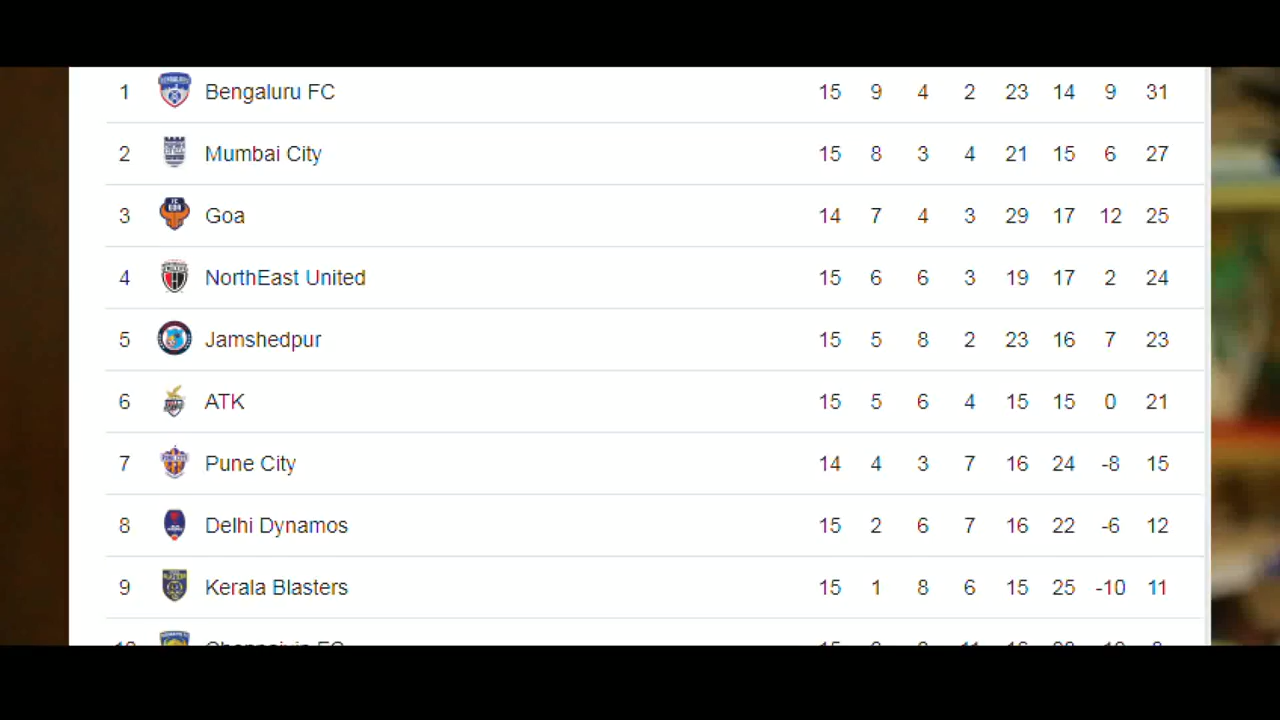 1 Bengaluru FC 15 9 4 2 23 14 9 31
2 Mumbai City 15 8 3 4 21 15 6 27
3 Goa 14 7 4 3 29 17 12 25
4 NorthEast United 15 6 6 3 19 17 2 24
5 Jamshedpur 15 5 8 2 23 16 7 23
6 ATK 15 5 6 4 15 15 0 21
7 Pune City 14 4 3 7 16 24 -8 15
8 Delhi Dynamos 15 2 6 7 16 22 -6 12
9 Kerala Blasters 15 1 8 6 15 25 -10 11